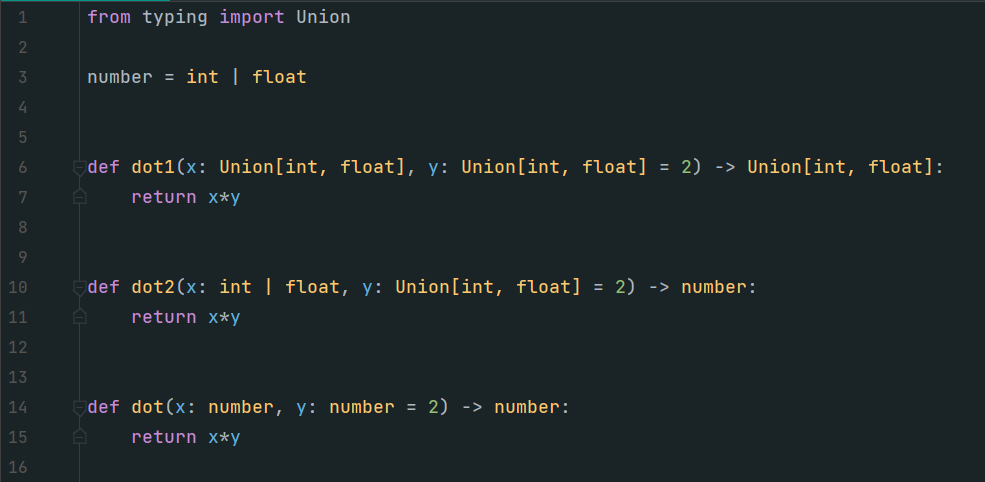 1 from typing import Union
2
3 number = int | float
4
5
6 def dot1(x: Union[int, float], y: Union[int, float] = 2) -> Union[int, float]:
7     return x*y
8
9
10 def dot2(x: int | float, y: Union[int, float] = 2) -> number:
11     return x*y
12
13
14 def dot(x: number, y: number = 2) -> number:
15     return x*y
16